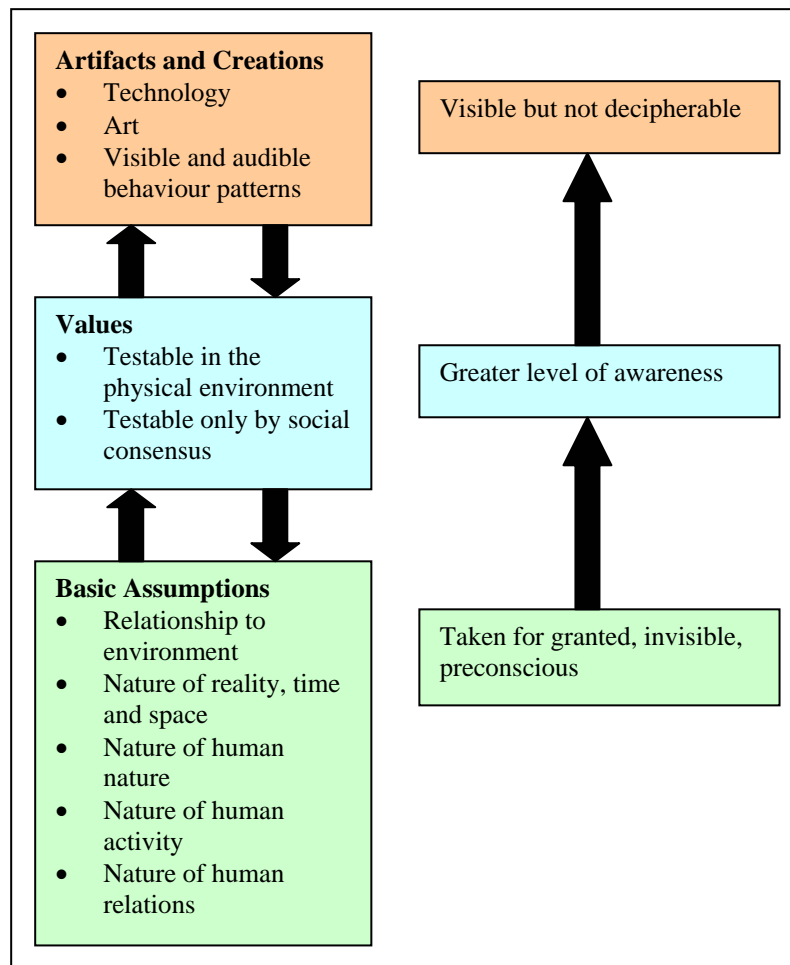 Artifacts and Creations
• Technology
• Art
• Visible and audible
behaviour patterns
Visible but not decipherable
Values
• Testable in the
physical environment
• Testable only by social
consensus
Greater level of awareness
Basic Assumptions
• Relationship to
environment
• Nature of reality, time
and space
• Nature of human
nature
• Nature of human
activity
• Nature of human
relations
Taken for granted, invisible,
preconscious